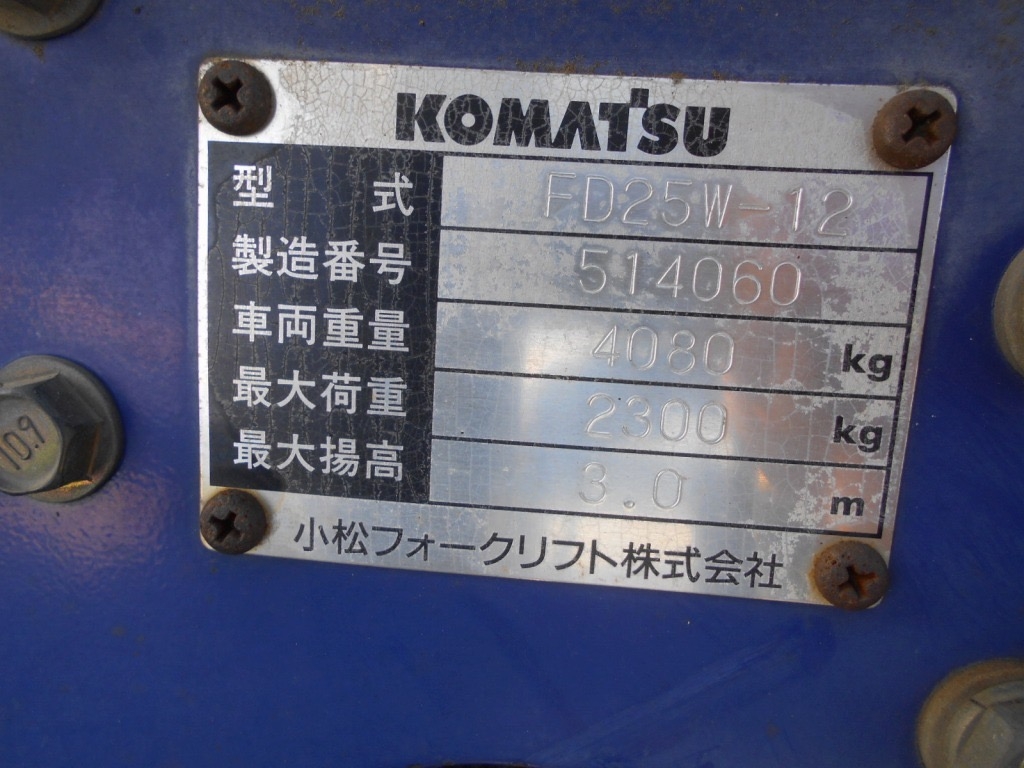 KOMATSU
型式 FD25W-12
製造番号 514060
車両重量 4080 kg
最大荷重 2300 kg
最大揚高 3.0 m
小松フォークリフト株式会社
10.9